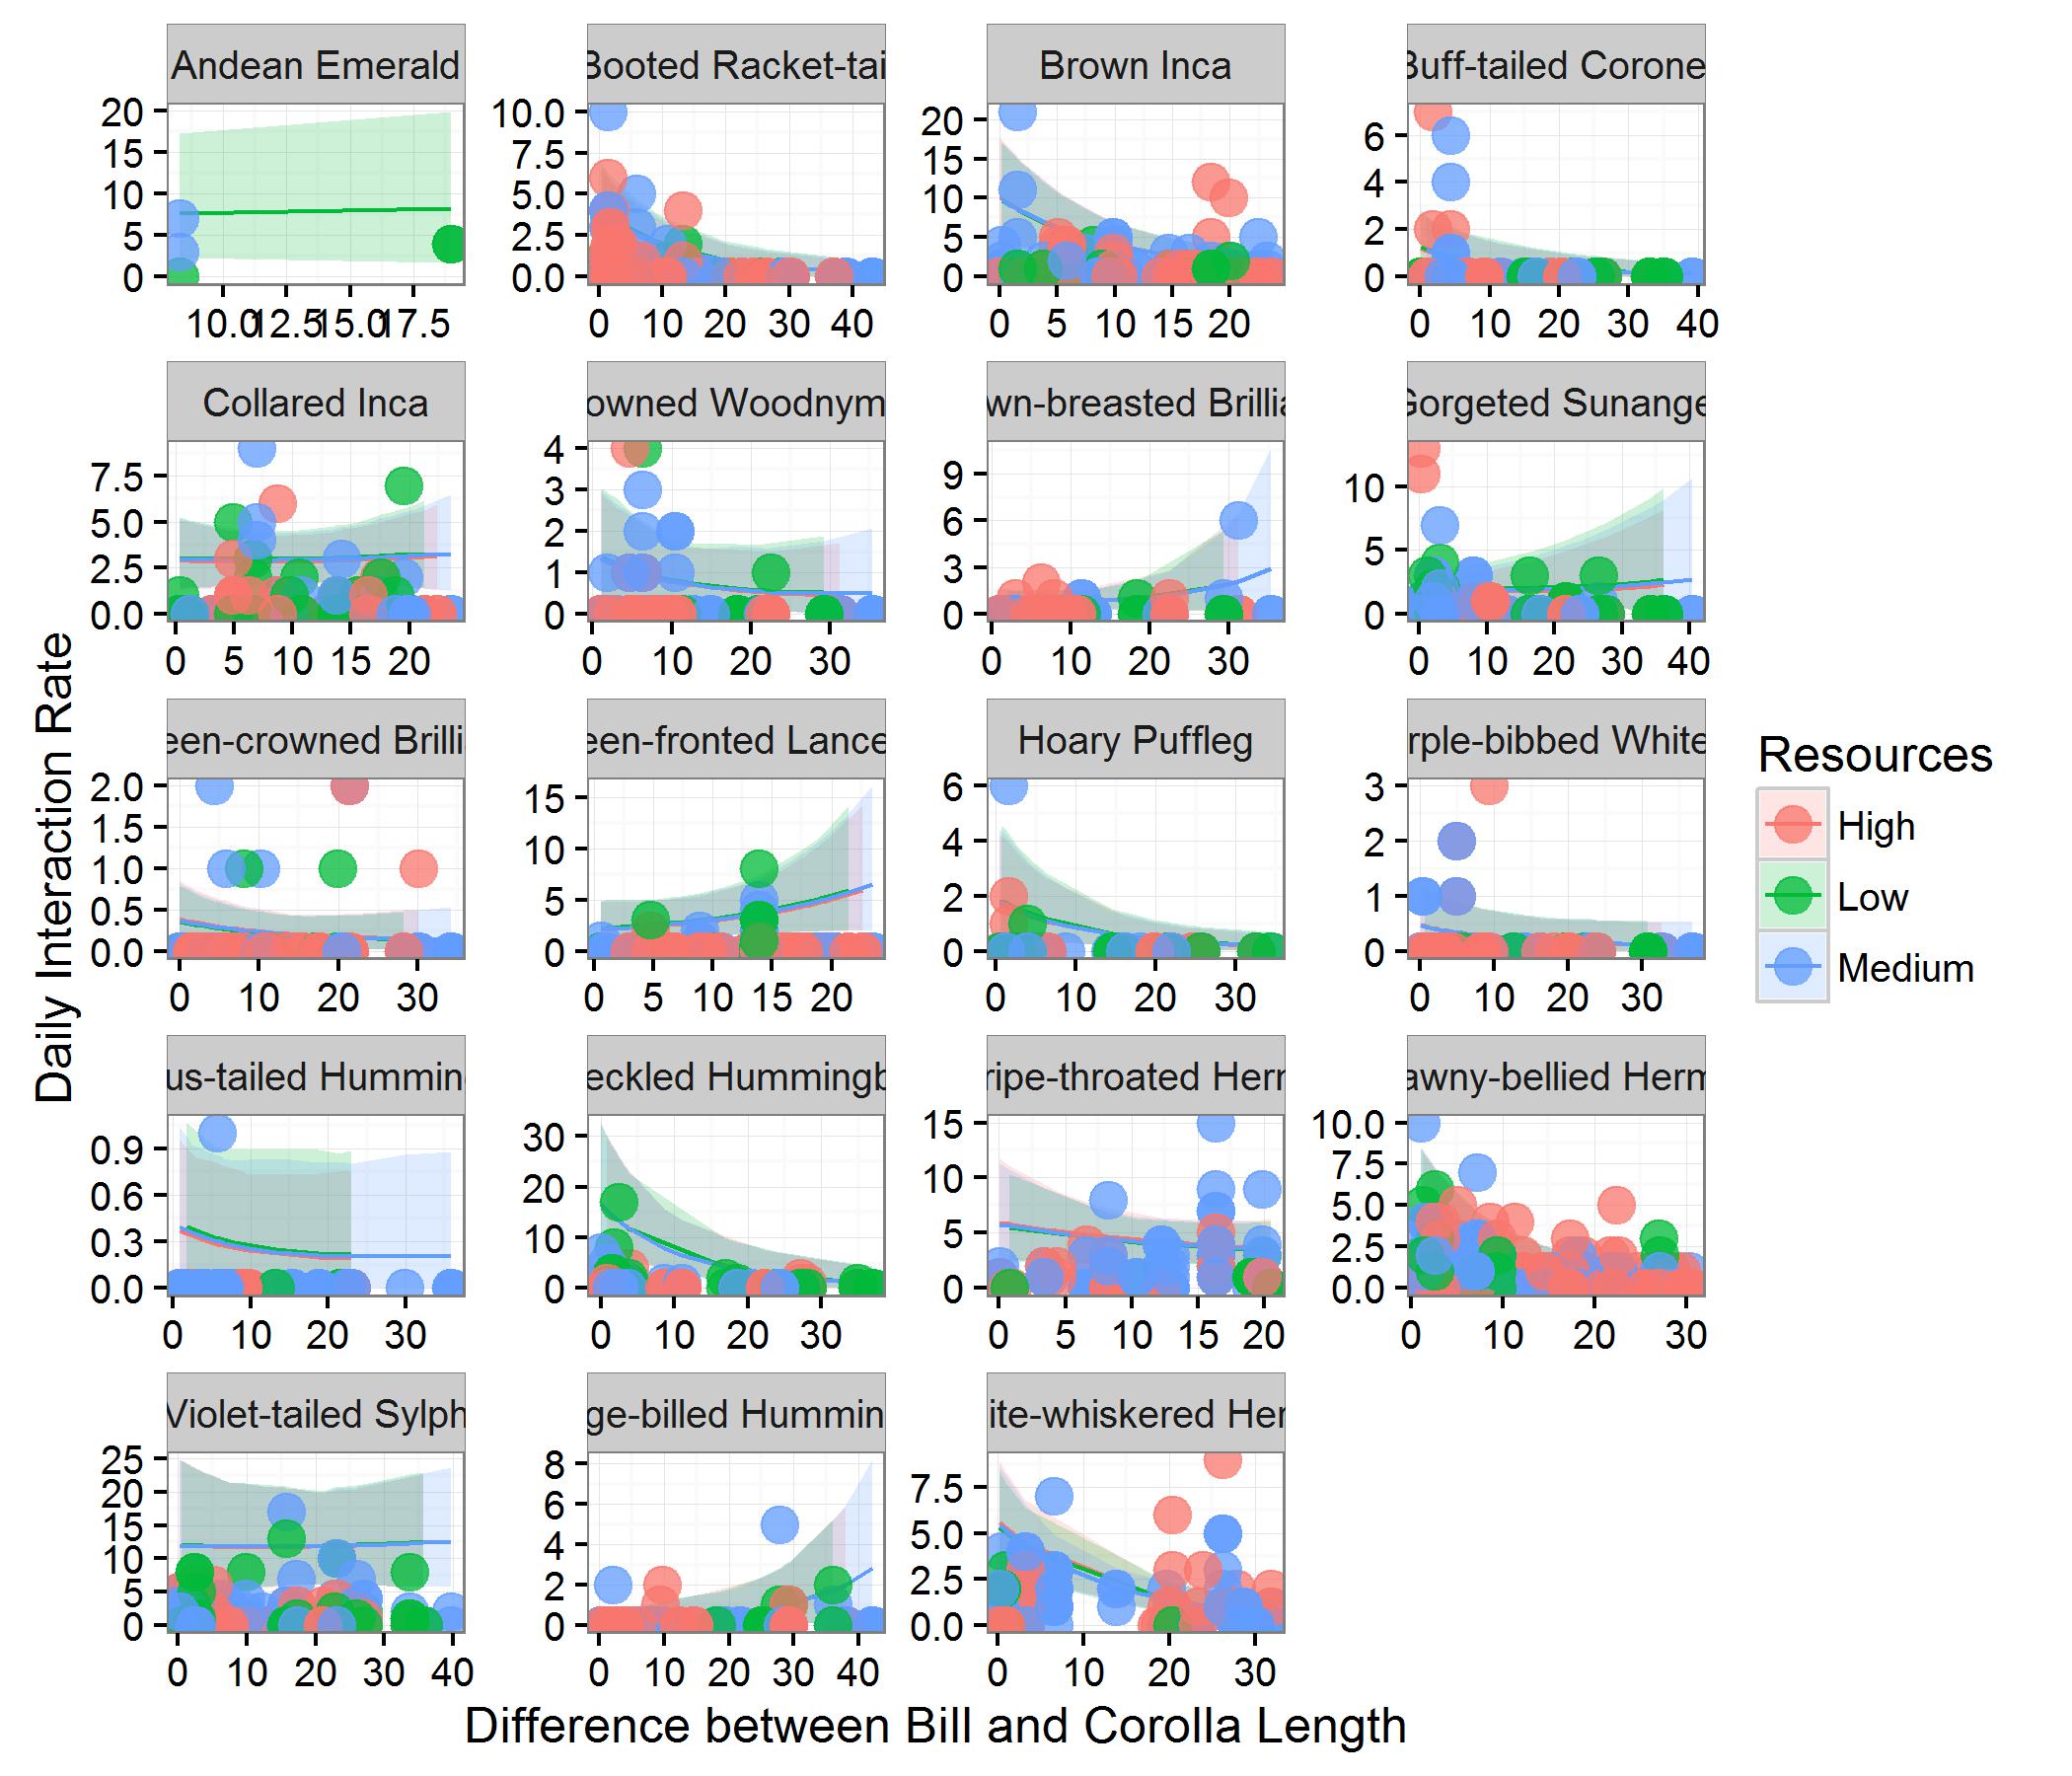 Andean Emerald
Booted Racket-tai
Brown Inca
Buff-tailed Corone
20
15
10
5
0
10.0
7.5
5.0
2.5
0.0
20
15
10
5
0
6
4
2
0
10.0 12.5 15.0 17.5
0 10 20 30 40
0 5 10 15 20
0 10 20 30 40
Collared Inca
owned Woodnym
wn-breasted Brillia
Gorgeted Sunange
7.5
5.0
2.5
0.0
4
3
2
1
0
9
6
3
0
10
5
0
0 5 10 15 20
0 10 20 30
0 10 20 30
0 10 20 30 40
een-crowned Brilli
een-fronted Lance
Hoary Puffleg
rple-bibbed White
2.0
1.5
1.0
0.5
0.0
15
10
5
0
6
4
2
0
3
2
1
0
0 10 20 30
0 5 10 15 20
0 10 20 30
0 10 20 30
us-tailed Humming
eckled Hummingb
ripe-throated Herm
awny-bellied Herm
0.9
0.6
0.3
0.0
30
20
10
0
15
10
5
0
10.0
7.5
5.0
2.5
0.0
0 10 20 30
0 10 20 30
0 5 10 15 20
0 10 20 30
Violet-tailed Sylph
ge-billed Hummin
ite-whiskered Her
25
20
15
10
5
0
8
6
4
2
0
7.5
5.0
2.5
0.0
0 10 20 30 40
0 10 20 30 40
0 10 20 30
Difference between Bill and Corolla Length
Daily Interaction Rate
Resources
High
Low
Medium